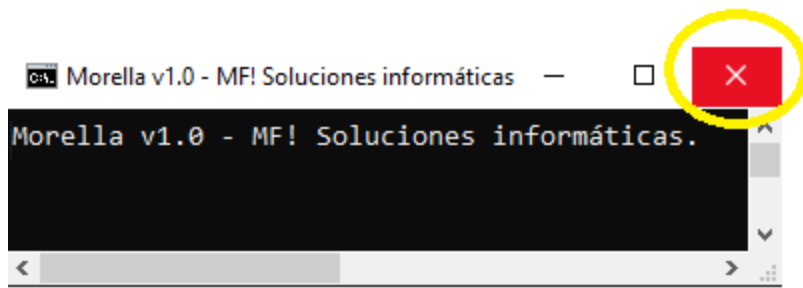 Morella v1.0 - MF! Soluciones informáticas
Morella v1.0 - MF! Soluciones informáticas.